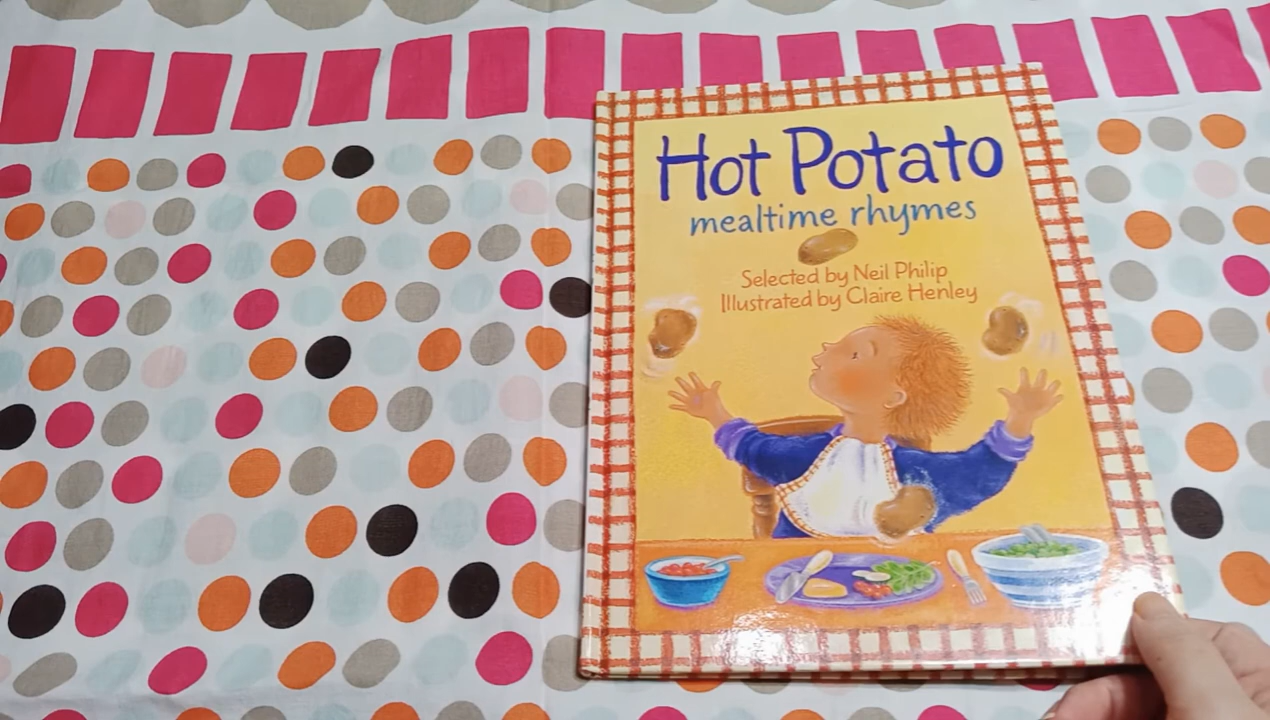 Hot Potato
mealtime rhymes
Selected by Neil Philip
Illustrated by Claire Henley